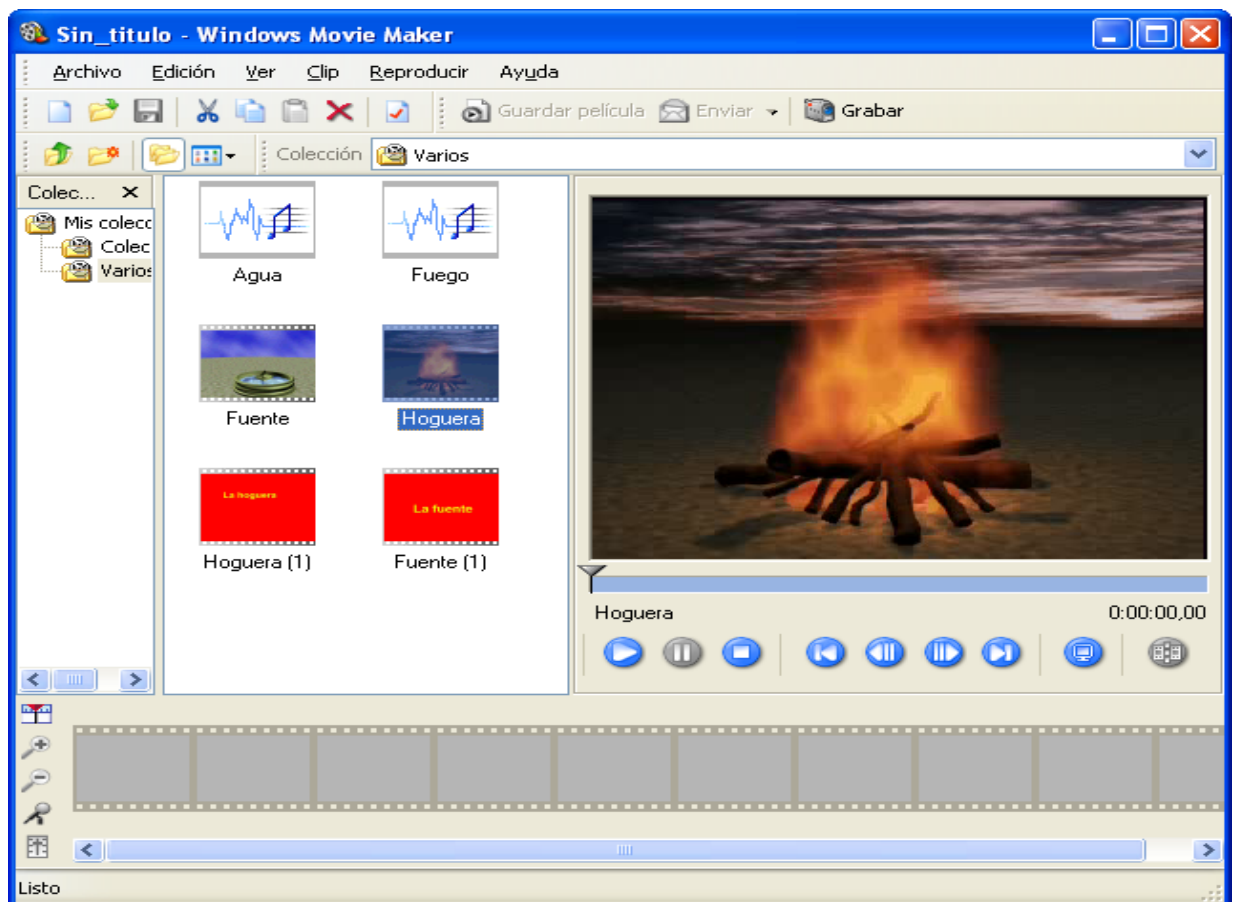 Sin_titulo - Windows Movie Maker
Archivo Edición Ver Clip Reproducir Ayuda
Guardar película Enviar Grabar
Colección Varios
Colec...
Mis colecc
Colec
Varios
Agua Fuego
Fuente Hoguera
La hoguera La fuente
Hoguera (1) Fuente (1)
Hoguera 0:00:00,00
Listo